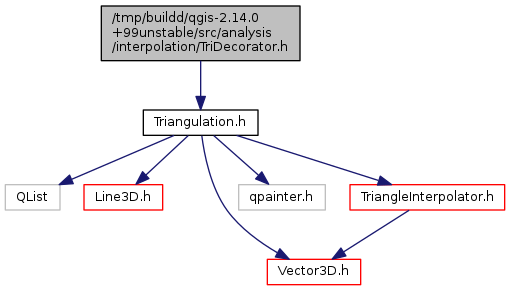 /tmp/buildd/qgis-2.14.0
+99unstable/src/analysis
/interpolation/TriDecorator.h
Triangulation.h
QList
Line3D.h
qpainter.h
TriangleInterpolator.h
Vector3D.h